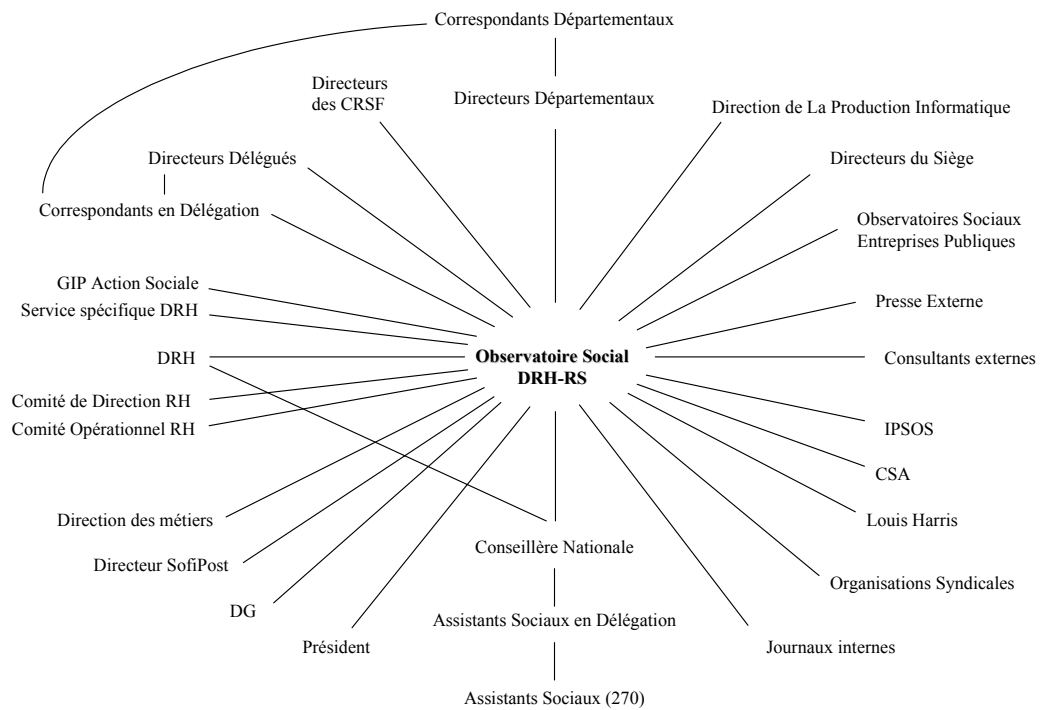 Correspondants Départementaux
Directeurs
des CRSF
Directeurs Départementaux
Direction de La Production Informatique
Directeurs Délégués
Directeurs du Siège
Correspondants en Délégation
Observatoires Sociaux
Entreprises Publiques
GIP Action Sociale
Presse Externe
Service spécifique DRH
DRH
Observatoire Social
DRH-RS
Consultants externes
Comité de Direction RH
Comité Opérationnel RH
IPSOS
CSA
Direction des métiers
Louis Harris
Conseillère Nationale
Directeur SofiPost
Organisations Syndicales
DG
Assistants Sociaux en Délégation
Président
Journaux internes
Assistants Sociaux (270)